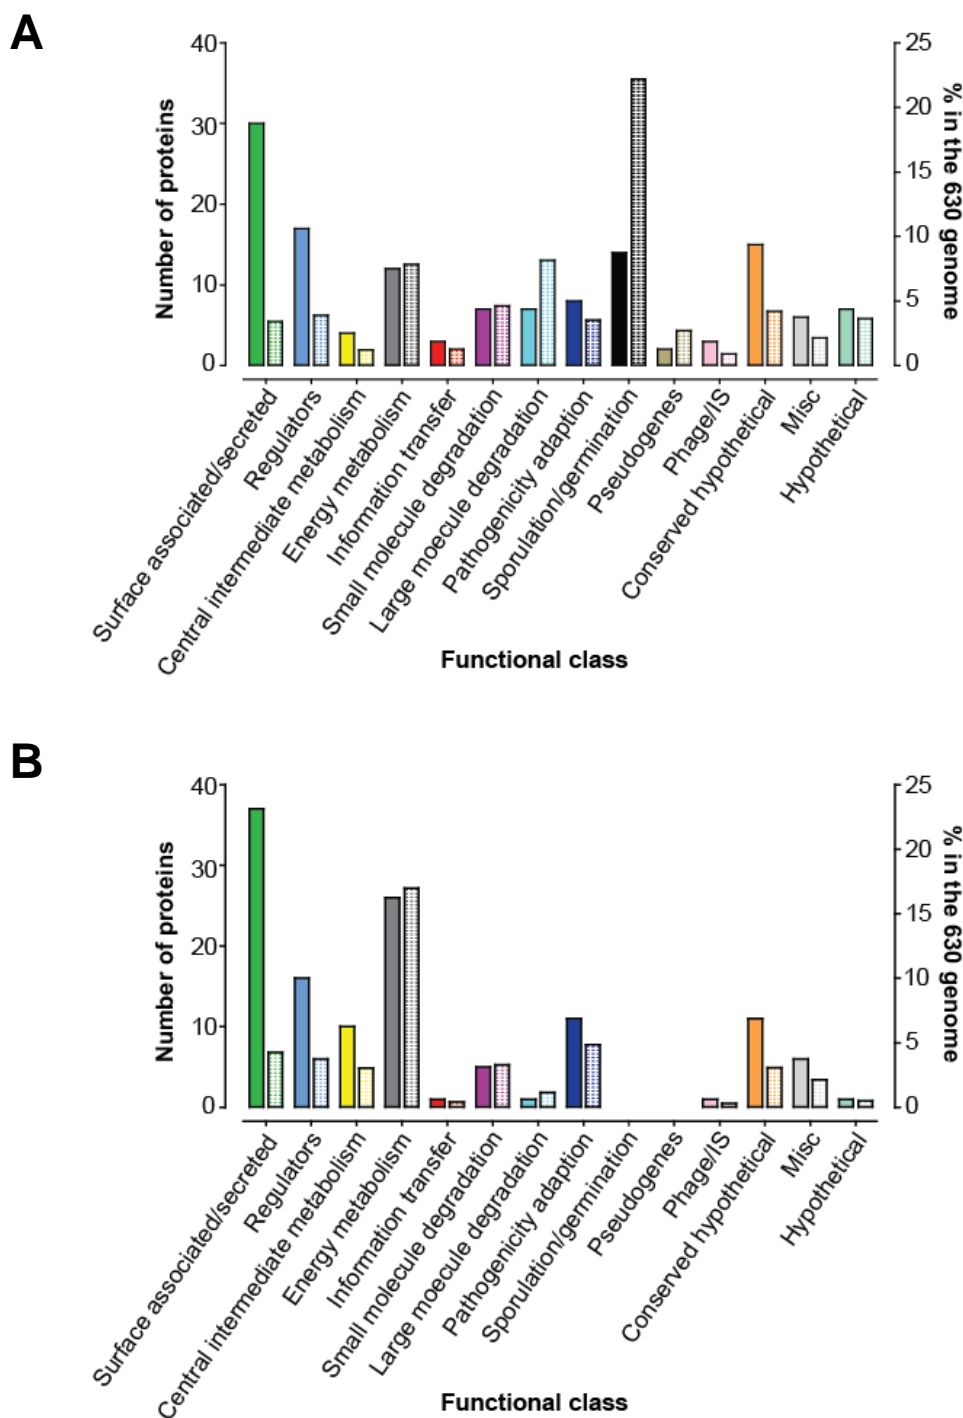 A
Number of proteins
40
30
20
10
0
% in the 630 genome
25
20
15
10
5
0
Surface associated/secreted
Regulators
Central intermediate metabolism
Energy metabolism
Information transfer
Small molecule degradation
Large moecule degradation
Pathogenicity adaption
Sporulation/germination
Pseudogenes
Phage/IS
Conserved hypothetical
Misc
Hypothetical
Functional class
B
Number of proteins
40
30
20
10
0
% in the 630 genome
25
20
15
10
5
0
Surface associated/secreted
Regulators
Central intermediate metabolism
Energy metabolism
Information transfer
Small molecule degradation
Large moecule degradation
Pathogenicity adaption
Sporulation/germination
Pseudogenes
Phage/IS
Conserved hypothetical
Misc
Hypothetical
Functional class